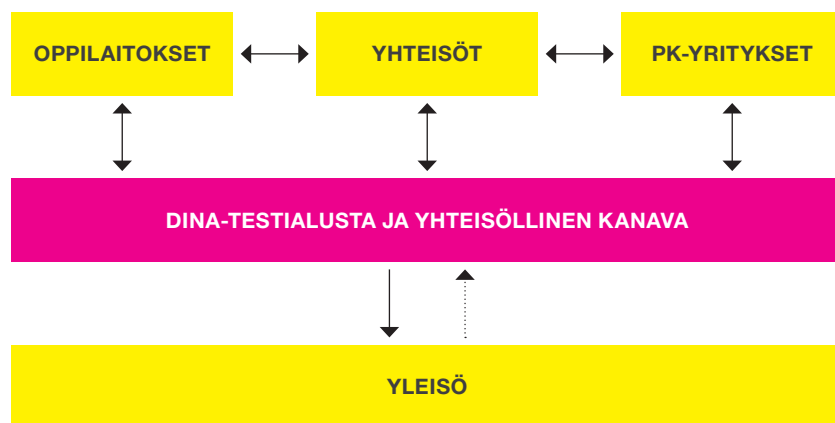 OPPILAITOKSET
YHTEISÖT
PK-YRITYKSET
DINA-TESTIALUSTA JA YHTEISÖLLINEN KANAVA
YLEISÖ